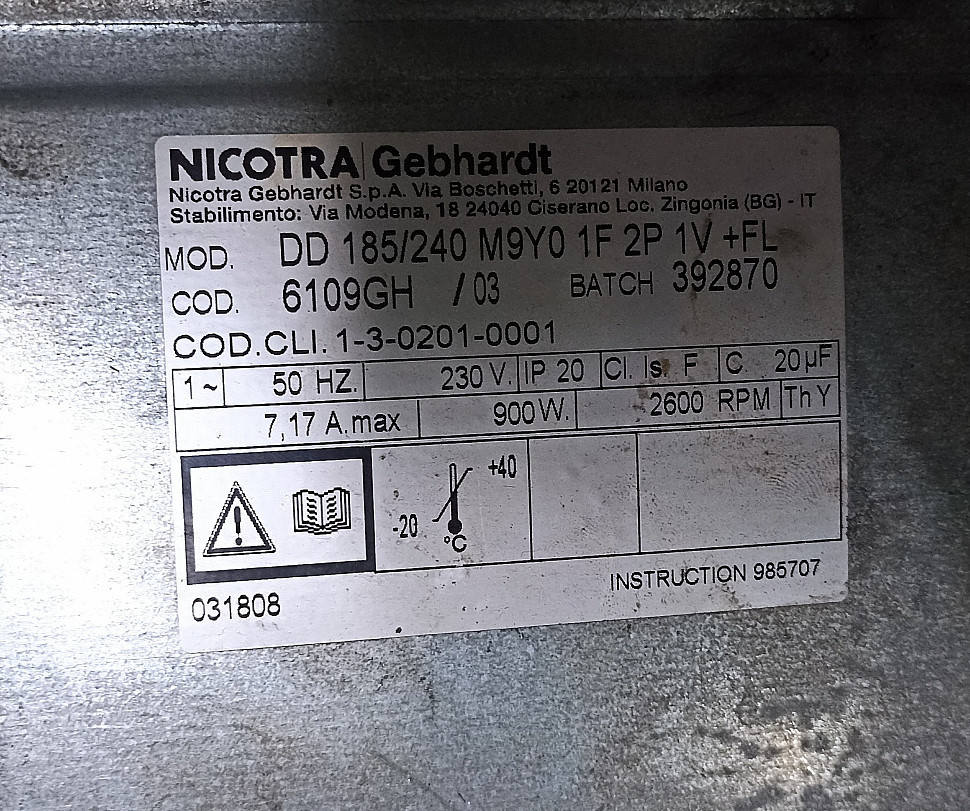 NICOTRA | Gebhardt
Nicotra Gebhardt S.p.A. Via Boschetti, 6 20121 Milano
Stabilimento: Via Modena, 18 24040 Ciserano Loc. Zingonia (BG) - IT
MOD. DD 185/240 M9Y0 1F 2P 1V +FL
COD. 6109GH /03 BATCH 392870
COD.CLI. 1-3-0201-0001
1~ 50 HZ. 230 V. IP 20 Cl. Is. F C 20µF
7,17 A.max 900W. 2600 RPM Th Y
+40
-20
°C
INSTRUCTION 985707
031808